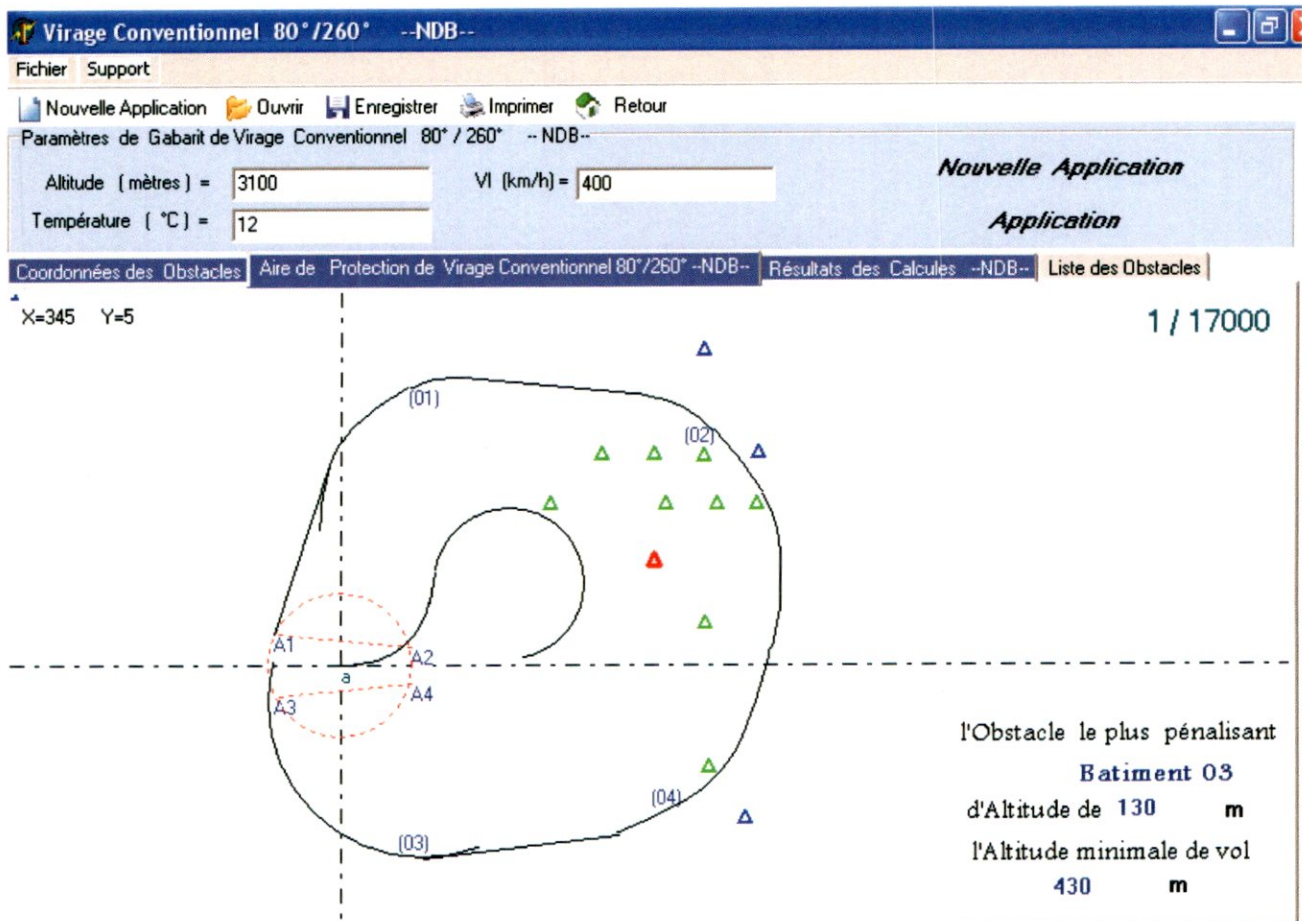 Virage Conventionnel 80°/260° --NDB--
Fichier Support
Nouvelle Application Ouvrir Enregistrer Imprimer Retour
Paramètres de Gabarit de Virage Conventionnel 80° / 260° -- NDB--
Altitude ( mètres ) = 3100 VI (km/h) = 400
Nouvelle Application
Température ( °C ) = 12
Application
Coordonnées des Obstacles Aire de Protection de Virage Conventionnel 80°/260° --NDB-- Résultats des Calcules --NDB-- Liste des Obstacles
X=345 Y=5
1 / 17000
(01)
(02)
A1
A2
a
A3
A4
(03)
(04)
l'Obstacle le plus pénalisant
Batiment 03
d'Altitude de 130 m
l'Altitude minimale de vol
430 m